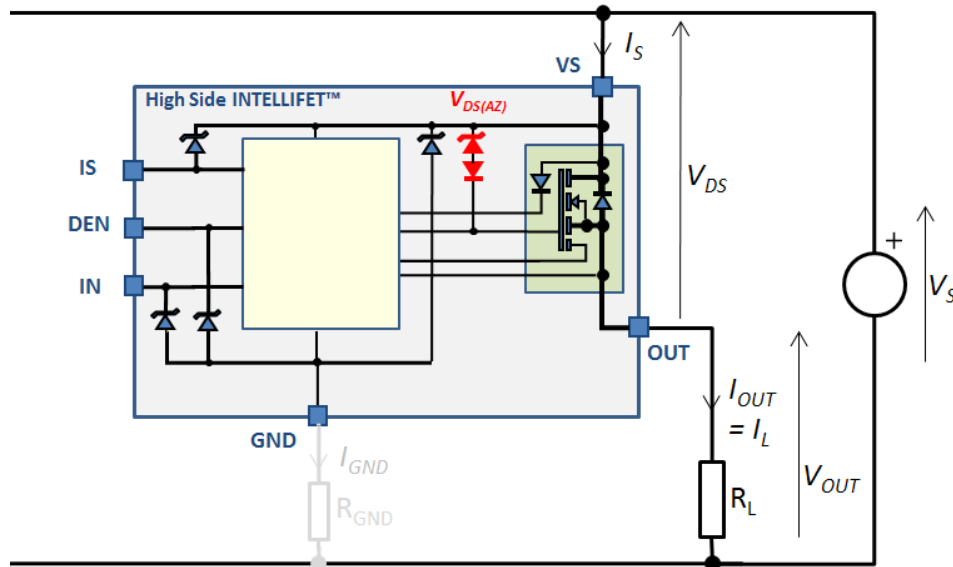 I_S
VS
High Side INTELLIFET™
V_DS(AZ)
IS
DEN
IN
V_DS
+
V_S
OUT
GND
I_OUT
= I_L
I_GND
R_GND
R_L
V_OUT